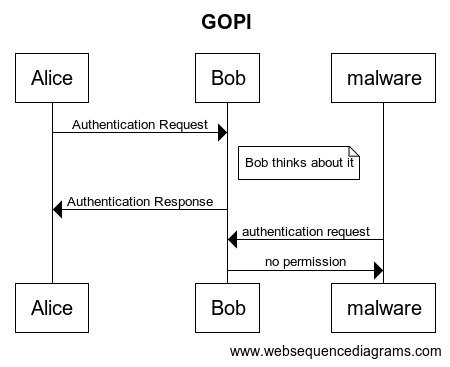 GOPI
Alice Bob malware
Authentication Request
Bob thinks about it
Authentication Response
authentication request
no permission
Alice Bob malware
www.websequencediagrams.com